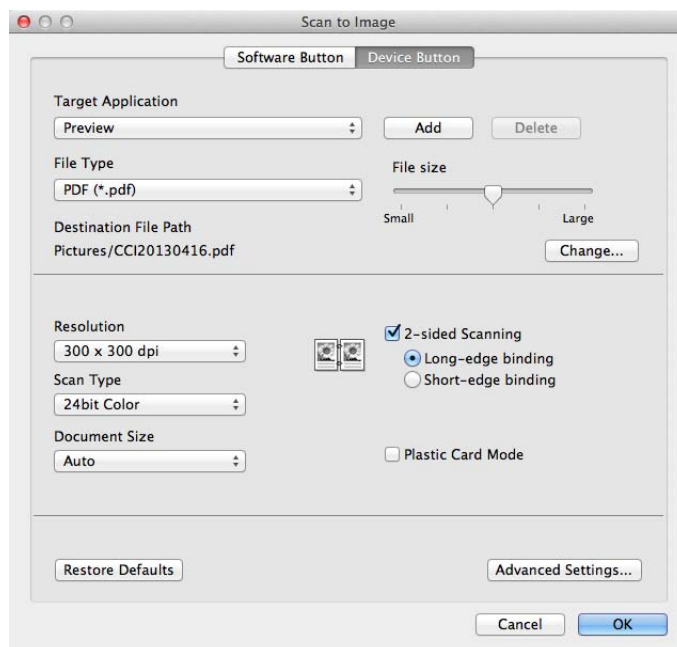 Scan to Image
Software Button Device Button
Target Application
Preview Add Delete
File Type File size
PDF (*.pdf)
Small Large
Destination File Path
Pictures/CCI20130416.pdf Change...
Resolution
300 x 300 dpi
2-sided Scanning
Long-edge binding
Scan Type
Short-edge binding
24bit Color
Document Size
Auto Plastic Card Mode
Restore Defaults Advanced Settings...
Cancel OK